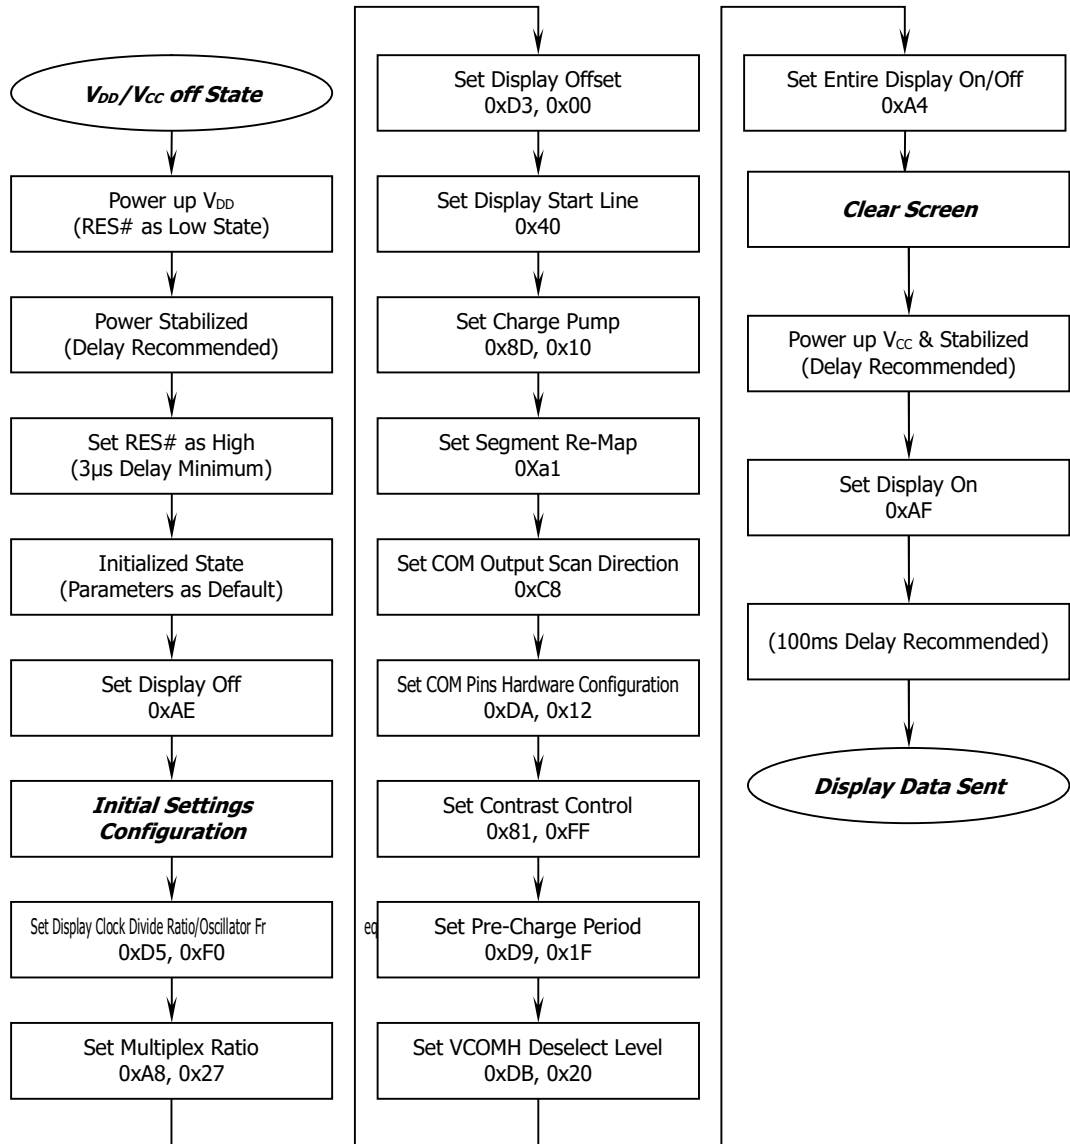 VDD/VCC off State
Power up VDD
(RES# as Low State)
Power Stabilized
(Delay Recommended)
Set RES# as High
(3µs Delay Minimum)
Initialized State
(Parameters as Default)
Set Display Off
0xAE
Initial Settings
Configuration
Set Display Clock Divide Ratio/Oscillator Fr eq
0xD5, 0xF0
Set Multiplex Ratio
0xA8, 0x27
Set Display Offset
0xD3, 0x00
Set Display Start Line
0x40
Set Charge Pump
0x8D, 0x10
Set Segment Re-Map
0Xa1
Set COM Output Scan Direction
0xC8
Set COM Pins Hardware Configuration
0xDA, 0x12
Set Contrast Control
0x81, 0xFF
Set Pre-Charge Period
0xD9, 0x1F
Set VCOMH Deselect Level
0xDB, 0x20
Set Entire Display On/Off
0xA4
Clear Screen
Power up VCC & Stabilized
(Delay Recommended)
Set Display On
0xAF
(100ms Delay Recommended)
Display Data Sent